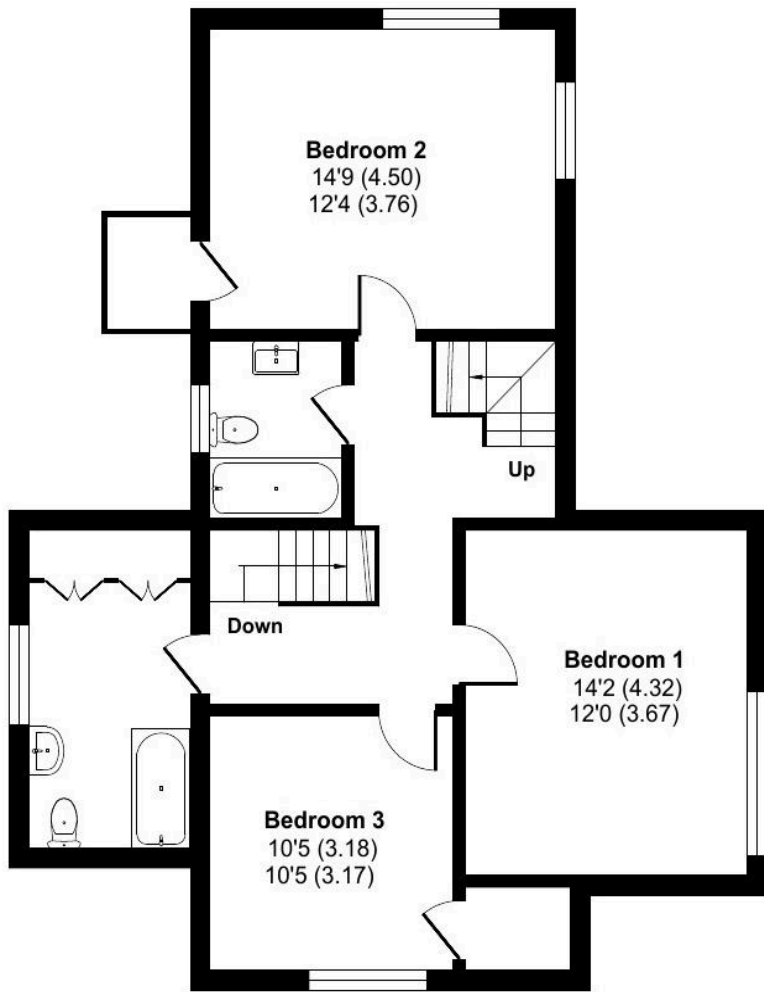 Bedroom 2
14'9 (4.50)
12'4 (3.76)
Up
Down
Bedroom 1
14'2 (4.32)
12'0 (3.67)
Bedroom 3
10'5 (3.18)
10'5 (3.17)